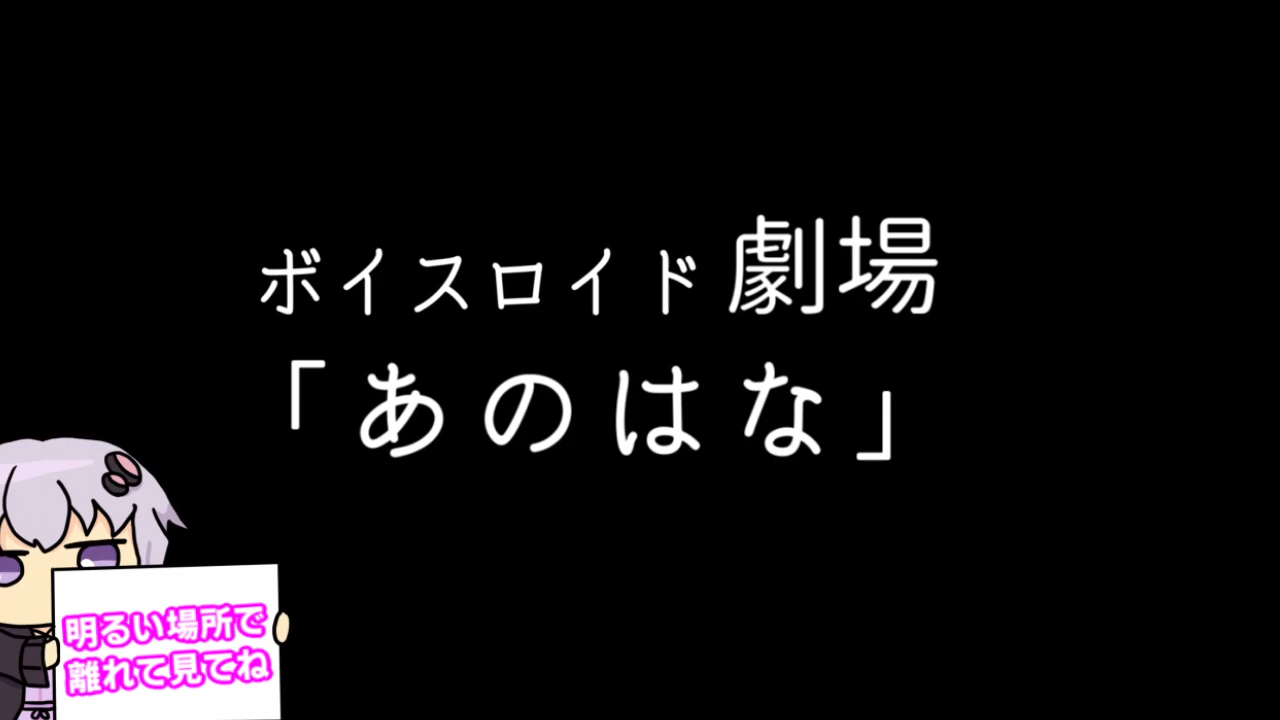 ボイスロイド劇場
「あのはな」
明るい場所で
離れて見てね